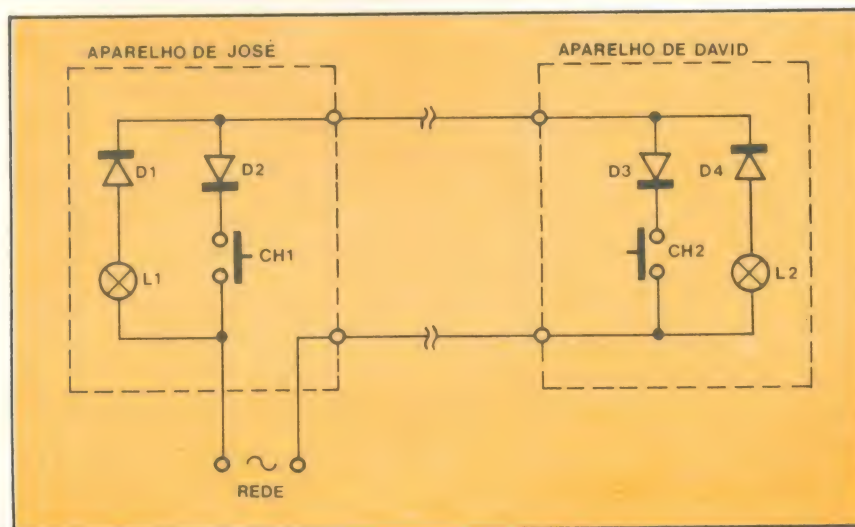 APARELHO DE JOSÉ
APARELHO DE DAVID
D1
D2
D3
D4
CH1
CH2
L1
L2
REDE